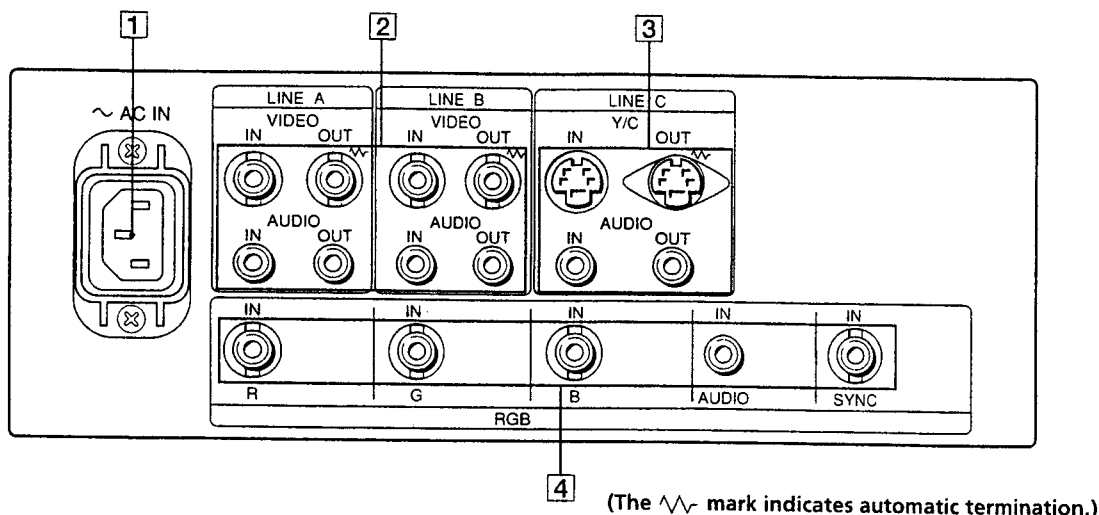 1 2 3
~ AC IN
LINE A LINE B LINE C
VIDEO VIDEO Y/C
IN OUT IN OUT IN OUT
AUDIO AUDIO AUDIO
IN OUT IN OUT IN OUT
IN IN IN IN IN
R G B AUDIO SYNC
RGB
4
(The mark indicates automatic termination.)